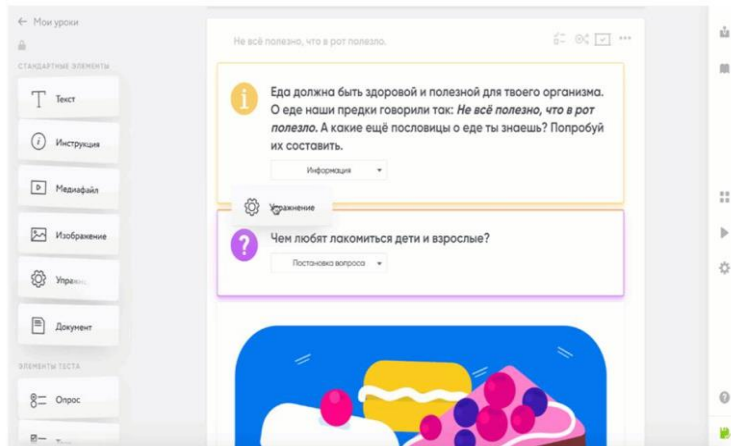 ← Мои уроки
СТАНДАРТНЫЕ ЭЛЕМЕНТЫ
Текст
Инструкция
Медиафайл
Изображение
Упражне
Документ
ЭЛЕМЕНТЫ ТЕСТА
Опрос
Не всё полезно, что в рот полезло.
Еда должна быть здоровой и полезной для твоего организма.
О еде наши предки говорили так: Не всё полезно, что в рот
полезло. А какие ещё пословицы о еде ты знаешь? Попробуй
их составить.
Информация
Упражнение
Чем любят лакомиться дети и взрослые?
Постановка вопроса